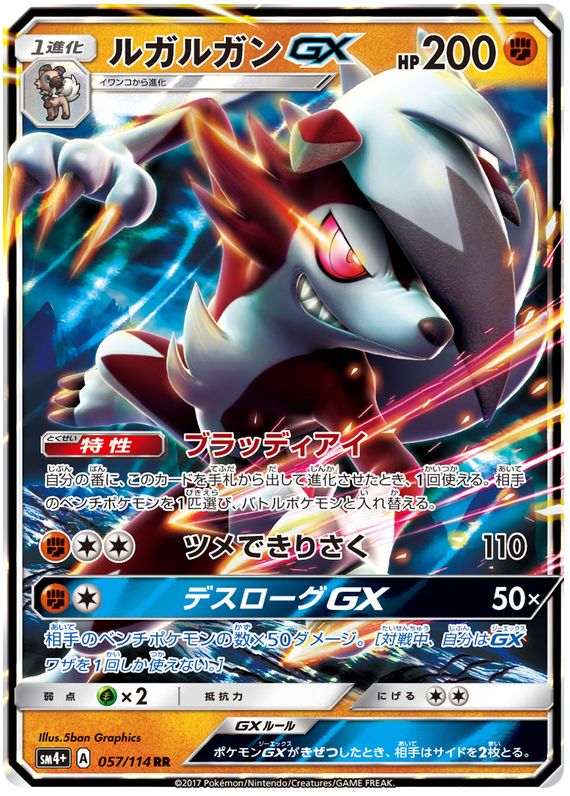 1進化
ルガルガンGX
HP200
イワンコから進化
とくせい
特性 ブラッディアイ
自分の番に、このカードを手札から出して進化させたとき、1回使える。相手
のベンチポケモンを1匹選び、バトルポケモンと入れ替える。
ツメできりさく 110
デスローグGX 50×
相手のベンチポケモンの数×50ダメージ。[対戦中、自分はGX
ワザを1回しか使えない。]
弱点 ×2 抵抗力 にげる
Illus.5ban Graphics
GXルール
ポケモンGXがきぜつしたとき、相手はサイドを2枚とる。
SM4+ A 057/114 RR
©2017 Pokémon/Nintendo/Creatures/GAME FREAK.